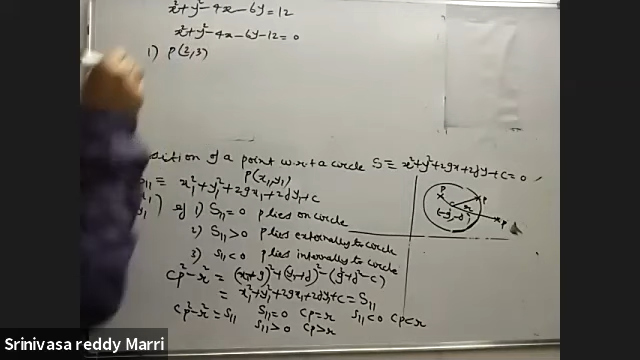 x²+y²-4x-6y=12
x²+y²-4x-6y-12=0
1) P(2,3)
sition of a point w.r.t a circle S≡x²+y²+2gx+2fy+c=0
P(x₁,y₁)
S₁₁ ≡ x₁²+y₁²+2gx₁+2fy₁+c
if 1) S₁₁=0 p lies on circle
2) S₁₁>0 p lies externally to circle
3) S₁₁<0 p lies internally to circle
CP²-r²=(x₁+g)²+(y₁+f)²-(g²+f²-c)
= x₁²+y₁²+2gx₁+2fy₁+c=S₁₁
CP²-r²=S₁₁ S₁₁=0 CP=r S₁₁<0 CP<r
S₁₁>0 CP>r
P
P
r
(-g,-f)
P
Srinivasa reddy Marri